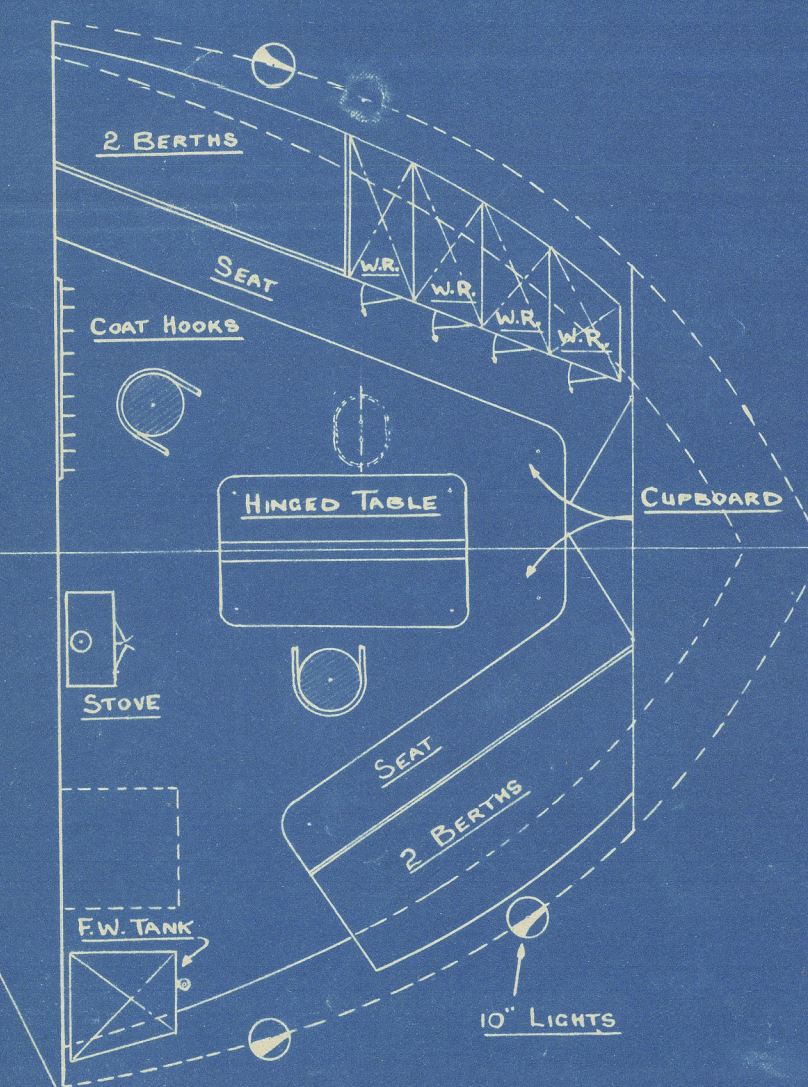 2 BERTHS
SEAT
W.R.
W.R.
W.R.
W.R.
COAT HOOKS
HINGED TABLE
CUPBOARD
STOVE
SEAT
2 BERTHS
F.W. TANK
10" LIGHTS